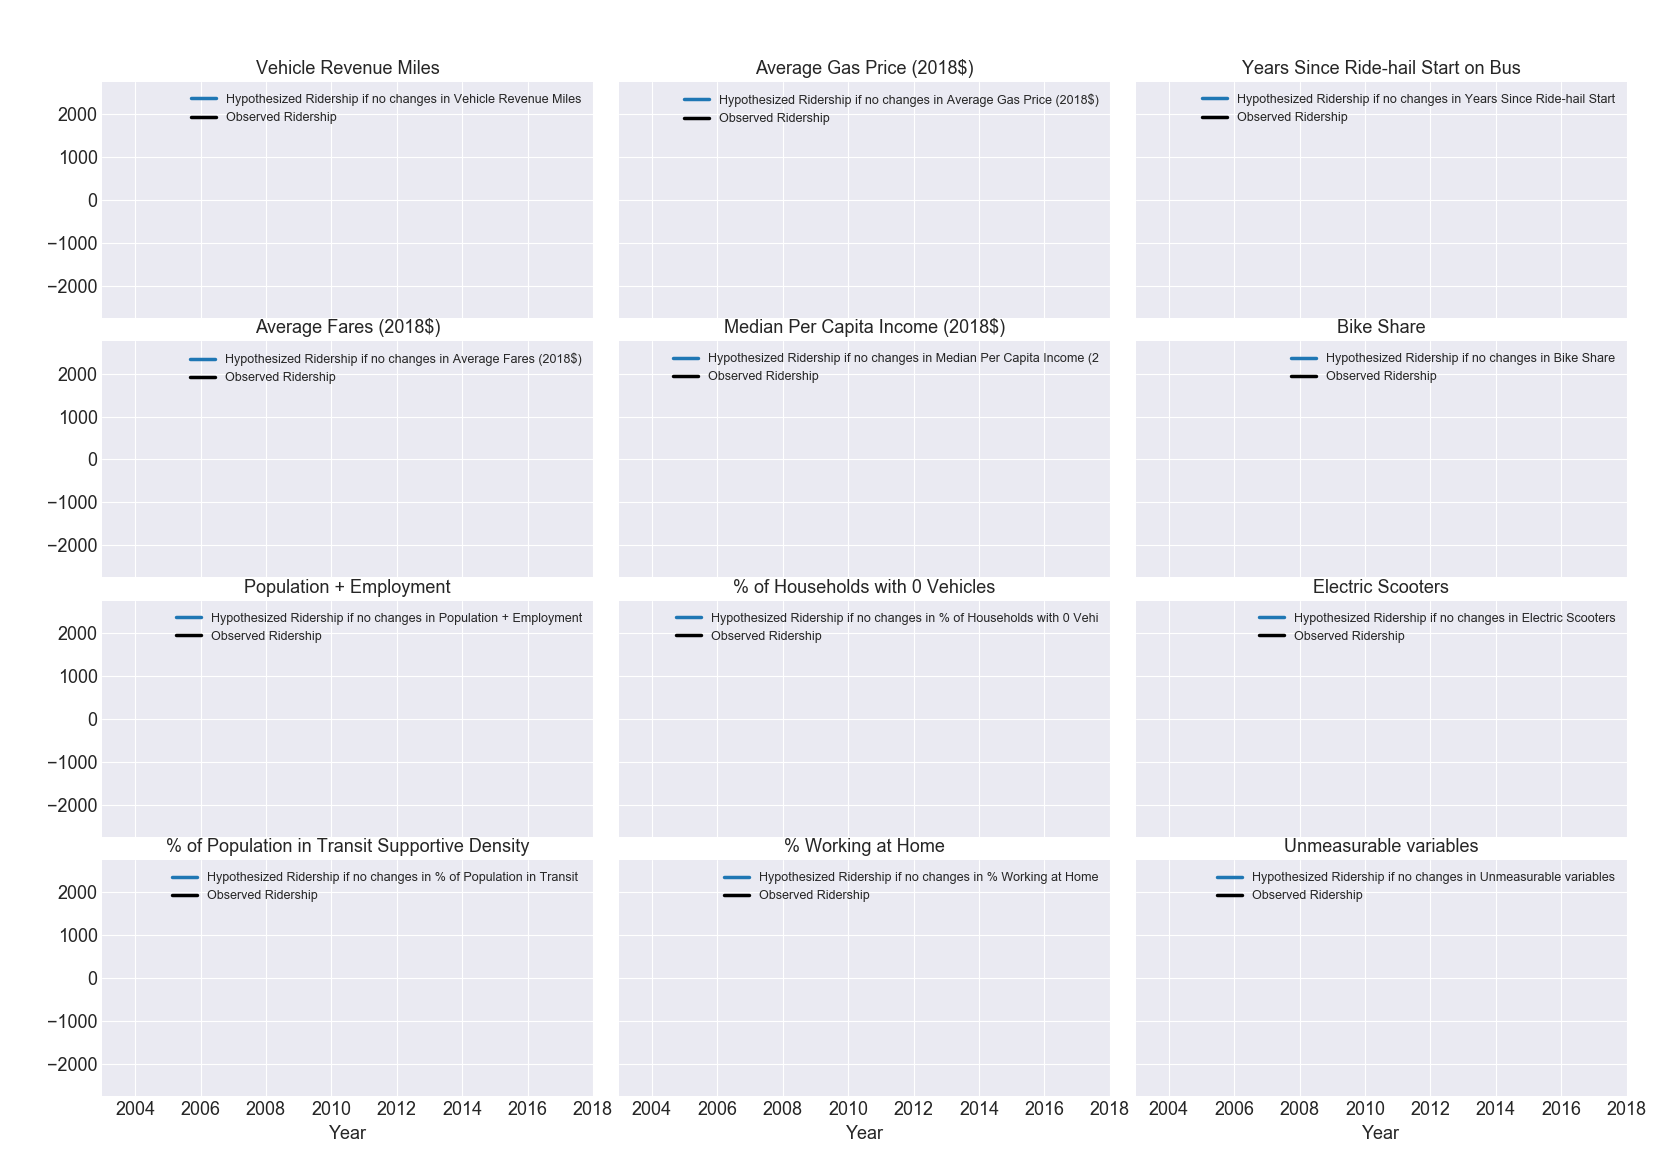 Vehicle Revenue Miles
Hypothesized Ridership if no changes in Vehicle Revenue Miles
Observed Ridership
2000
1000
0
−1000
−2000
Average Gas Price (2018$)
Hypothesized Ridership if no changes in Average Gas Price (2018$)
Observed Ridership
Years Since Ride-hail Start on Bus
Hypothesized Ridership if no changes in Years Since Ride-hail Start
Observed Ridership
Average Fares (2018$)
Hypothesized Ridership if no changes in Average Fares (2018$)
Observed Ridership
2000
1000
0
−1000
−2000
Median Per Capita Income (2018$)
Hypothesized Ridership if no changes in Median Per Capita Income (2
Observed Ridership
Bike Share
Hypothesized Ridership if no changes in Bike Share
Observed Ridership
Population + Employment
Hypothesized Ridership if no changes in Population + Employment
Observed Ridership
2000
1000
0
−1000
−2000
% of Households with 0 Vehicles
Hypothesized Ridership if no changes in % of Households with 0 Vehi
Observed Ridership
Electric Scooters
Hypothesized Ridership if no changes in Electric Scooters
Observed Ridership
% of Population in Transit Supportive Density
Hypothesized Ridership if no changes in % of Population in Transit
Observed Ridership
2000
1000
0
−1000
−2000
2004 2006 2008 2010 2012 2014 2016 2018
Year
% Working at Home
Hypothesized Ridership if no changes in % Working at Home
Observed Ridership
2004 2006 2008 2010 2012 2014 2016 2018
Year
Unmeasurable variables
Hypothesized Ridership if no changes in Unmeasurable variables
Observed Ridership
2004 2006 2008 2010 2012 2014 2016 2018
Year